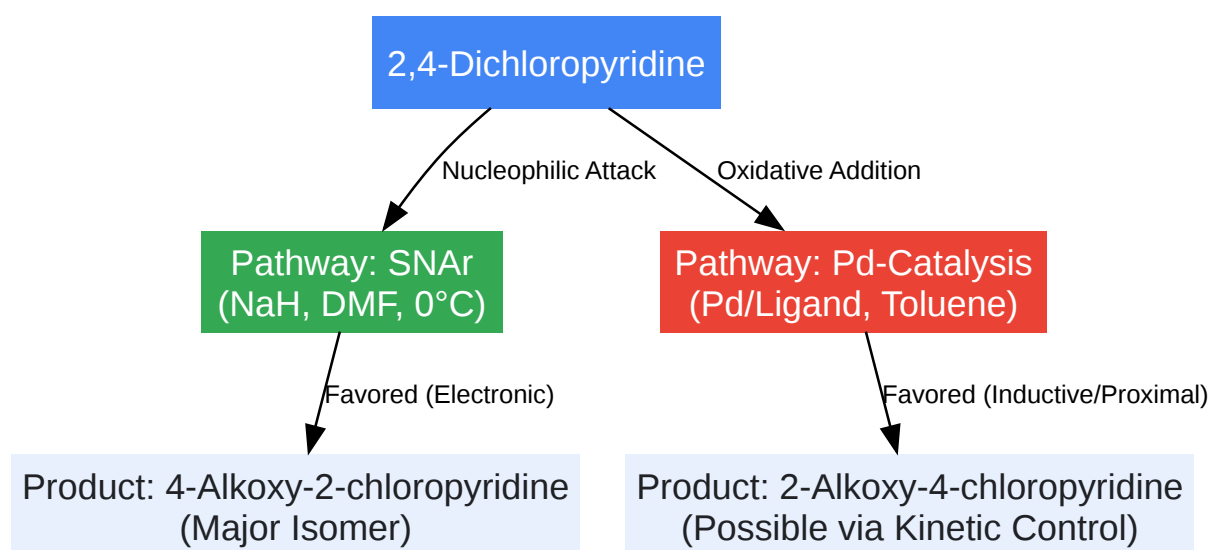 2,4-Dichloropyridine
Nucleophilic Attack
Oxidative Addition
Pathway: SNAr
(NaH, DMF, 0°C)
Pathway: Pd-Catalysis
(Pd/Ligand, Toluene)
Favored (Electronic)
Favored (Inductive/Proximal)
Product: 4-Alkoxy-2-chloropyridine
(Major Isomer)
Product: 2-Alkoxy-4-chloropyridine
(Possible via Kinetic Control)